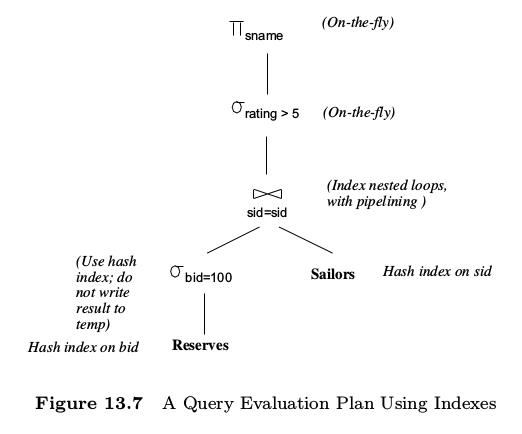 ∏ sname (On-the-fly)
σ rating > 5 (On-the-fly)
⋈ (Index nested loops,
sid=sid with pipelining )
(Use hash
index; do
not write
result to
temp)
σ bid=100
Sailors Hash index on sid
Hash index on bid Reserves
Figure 13.7 A Query Evaluation Plan Using Indexes